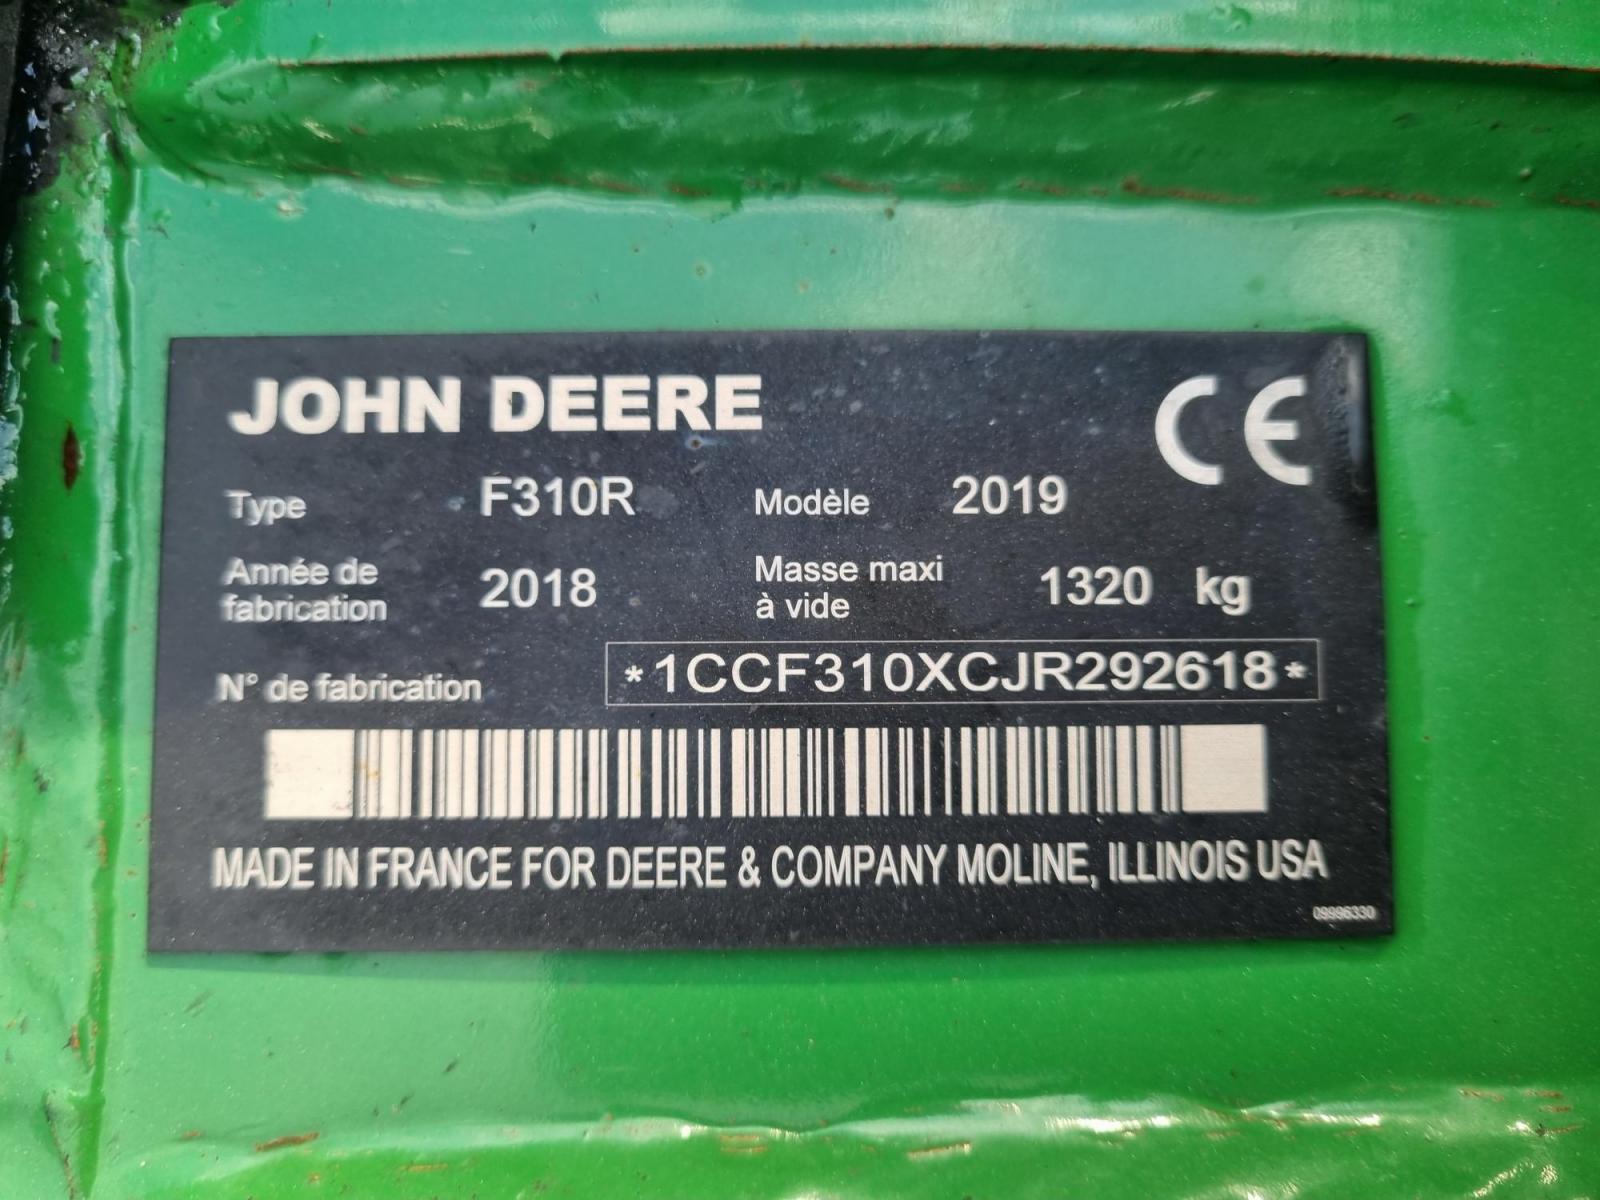 JOHN DEERE CE
Type F310R Modèle 2019
Année de fabrication 2018 Masse maxi à vide 1320 kg
N° de fabrication *1CCF310XCJR292618*
MADE IN FRANCE FOR DEERE & COMPANY MOLINE, ILLINOIS USA
09996330